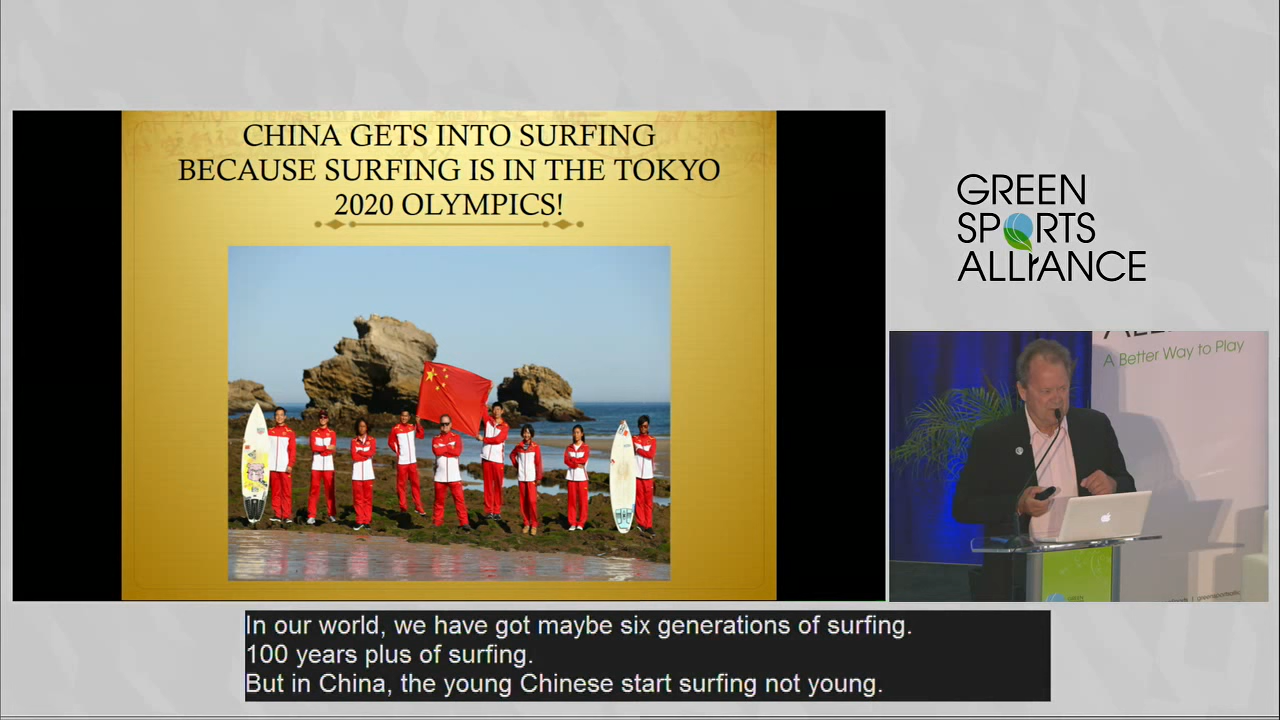 CHINA GETS INTO SURFING
BECAUSE SURFING IS IN THE TOKYO
2020 OLYMPICS!
GREEN
SPORTS
ALLIANCE
A Better Way to Play
GREEN
In our world, we have got maybe six generations of surfing.
100 years plus of surfing.
But in China, the young Chinese start surfing not young.